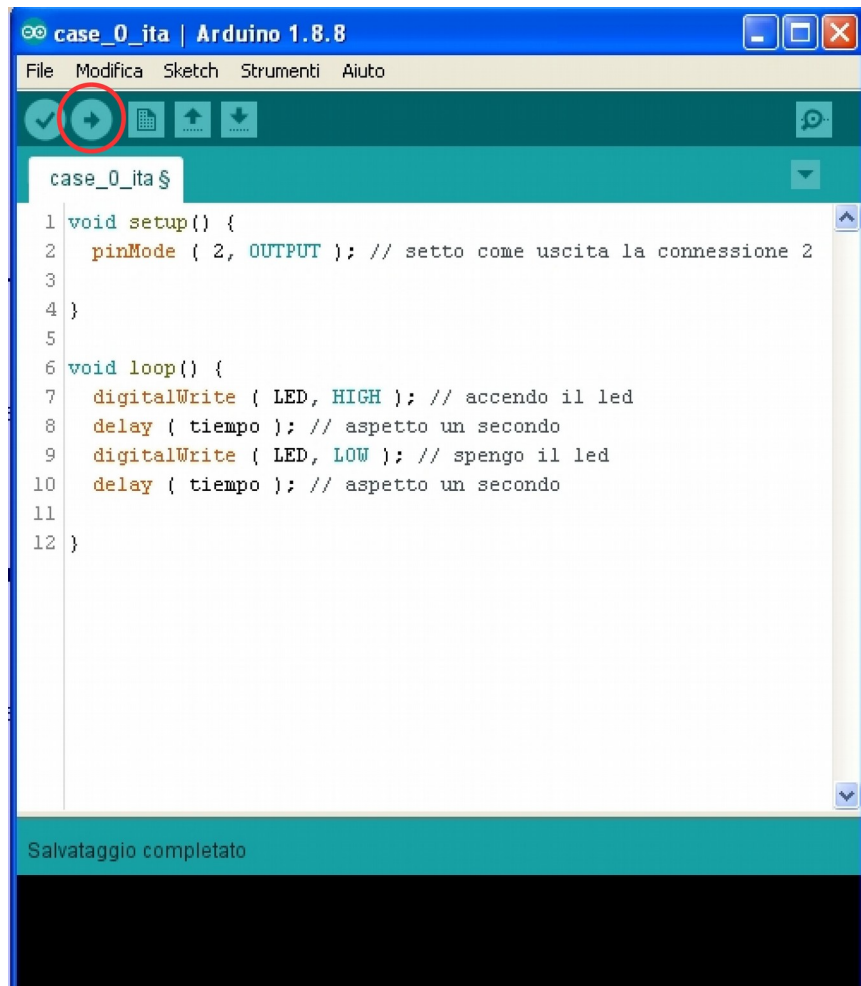 case_0_ita | Arduino 1.8.8
File Modifica Sketch Strumenti Aiuto
case_0_ita §
1 void setup() {
2 pinMode ( 2, OUTPUT ); // setto come uscita la connessione 2
3
4 }
5
6 void loop() {
7 digitalWrite ( LED, HIGH ); // accendo il led
8 delay ( tiempo ); // aspetto un secondo
9 digitalWrite ( LED, LOW ); // spengo il led
10 delay ( tiempo ); // aspetto un secondo
11
12 }
Salvataggio completato